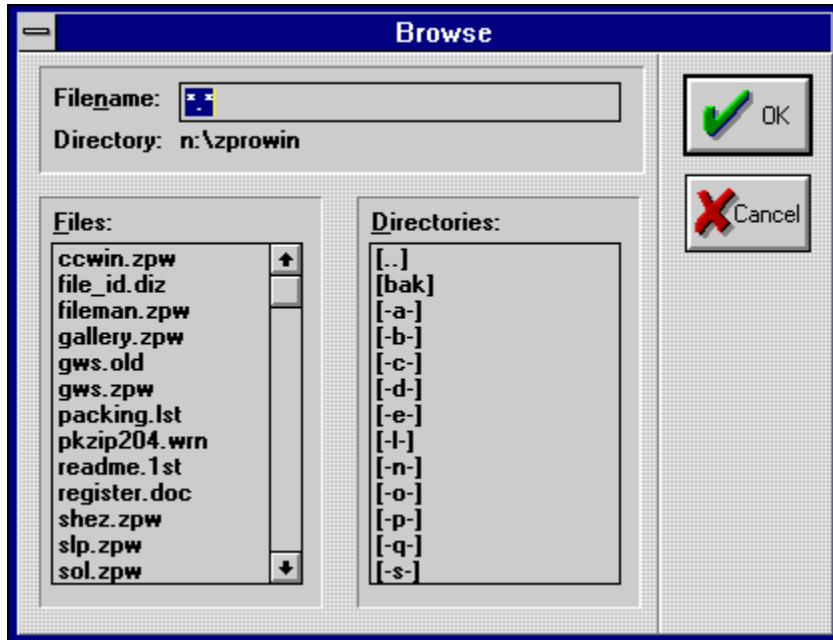 Browse
Filename: *.*
Directory: n:\zprowin
OK
Cancel
Files:
ccwin.zpw
file_id.diz
fileman.zpw
gallery.zpw
gws.old
gws.zpw
packing.lst
pkzip204.wrn
readme.1st
register.doc
shez.zpw
slp.zpw
sol.zpw
Directories:
[..]
[bak]
[-a-]
[-b-]
[-c-]
[-d-]
[-e-]
[-l-]
[-n-]
[-o-]
[-p-]
[-q-]
[-s-]